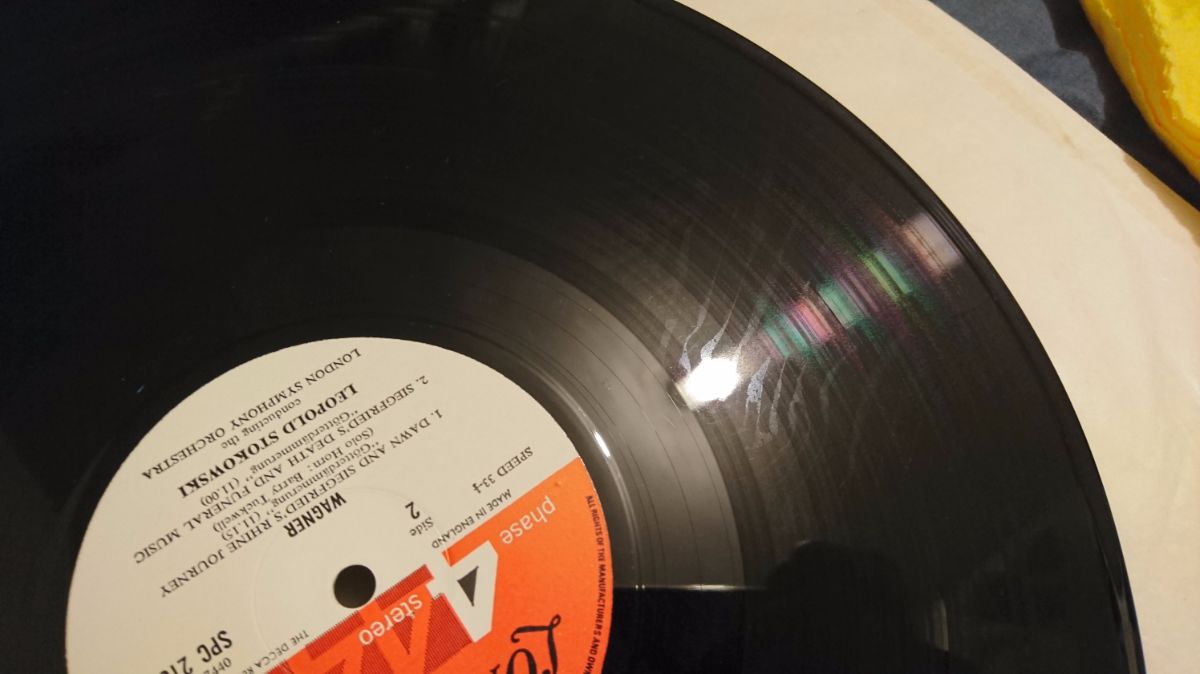 ALL RIGHTS OF THE MANUFACTURERS AND
phase
4
stereo
THE DECCA
MADE IN ENGLAND
SPEED 33⅓
Side
2
SPC
WAGNER
1. DAWN AND SIEGFRIED'S RHINE JOURNEY
"Götterdämmerung" (11.15)
(Solo Horn: Barry Tuckwell)
2. SIEGFRIED'S DEATH AND FUNERAL MUSIC
"Götterdämmerung" (11.00)
LEOPOLD STOKOWSKI
conducting the
LONDON SYMPHONY ORCHESTRA